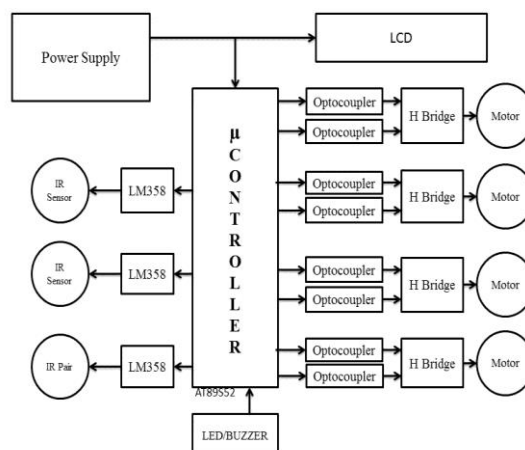 Power Supply
LCD
μCONTROLLER
AT89S52
Optocoupler
Optocoupler
H Bridge
Motor
Optocoupler
Optocoupler
H Bridge
Motor
Optocoupler
Optocoupler
H Bridge
Motor
Optocoupler
Optocoupler
H Bridge
Motor
IR
Sensor
LM358
IR
Sensor
LM358
IR Pair
LM358
LED/BUZZER